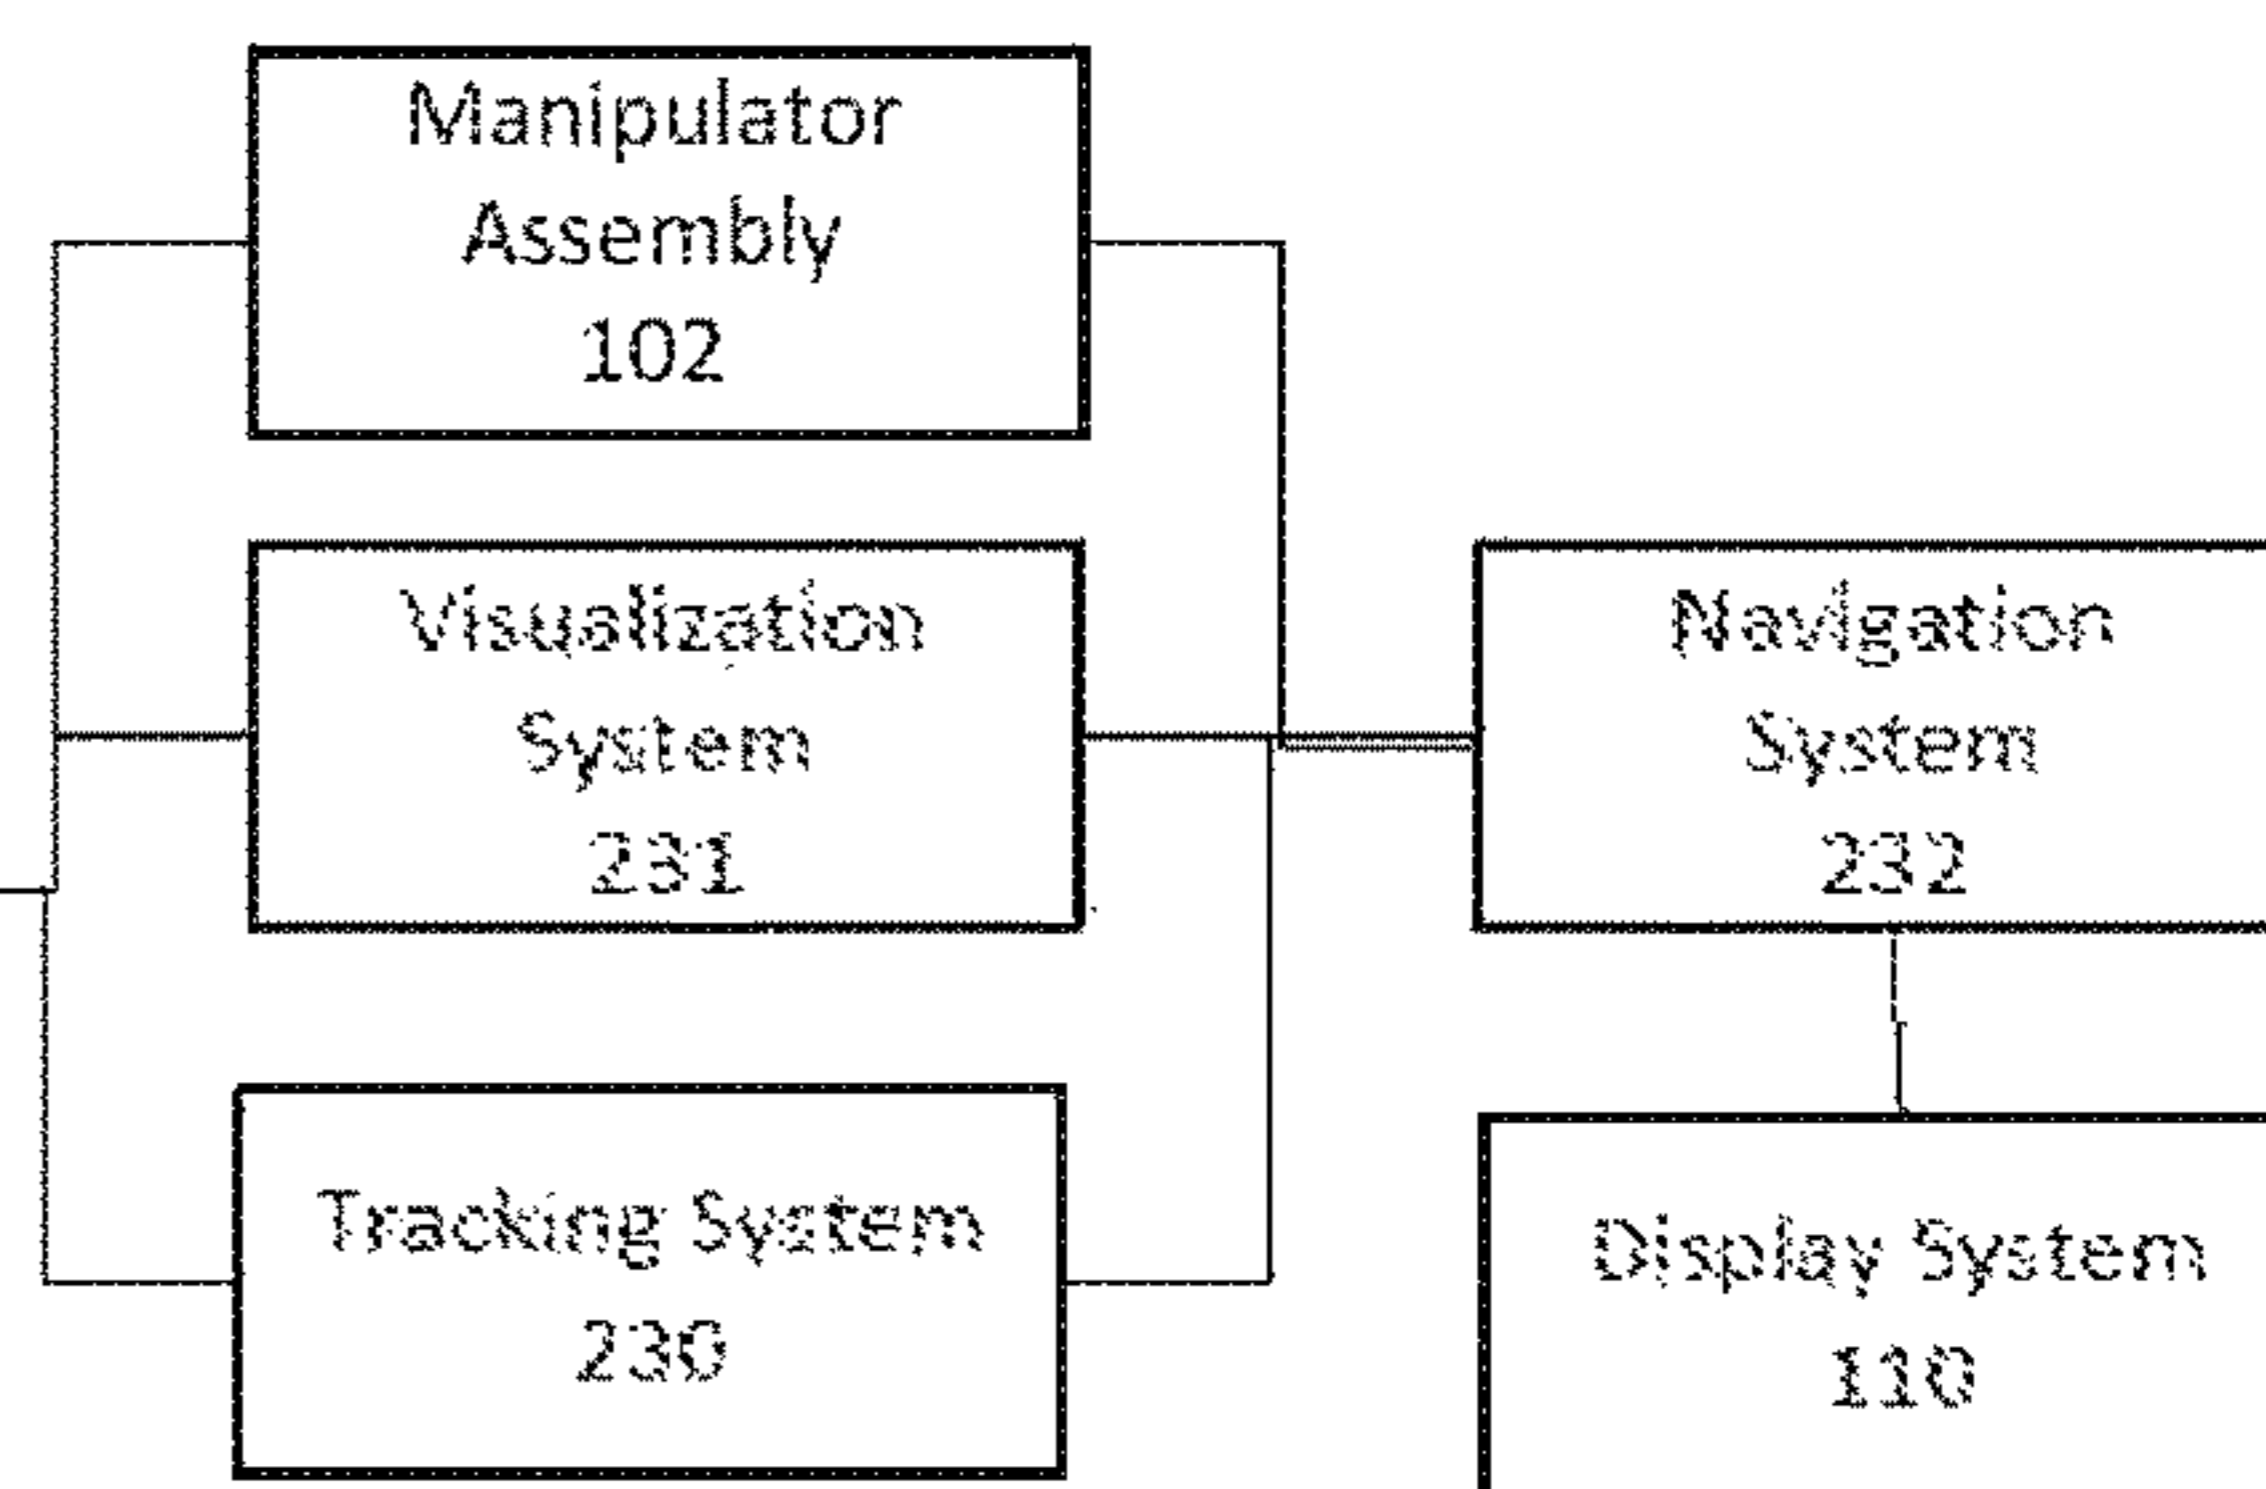 Manipulator
Assembly
102
Visualization
System
231
Navigation
System
232
Tracking System
230
Display System
110